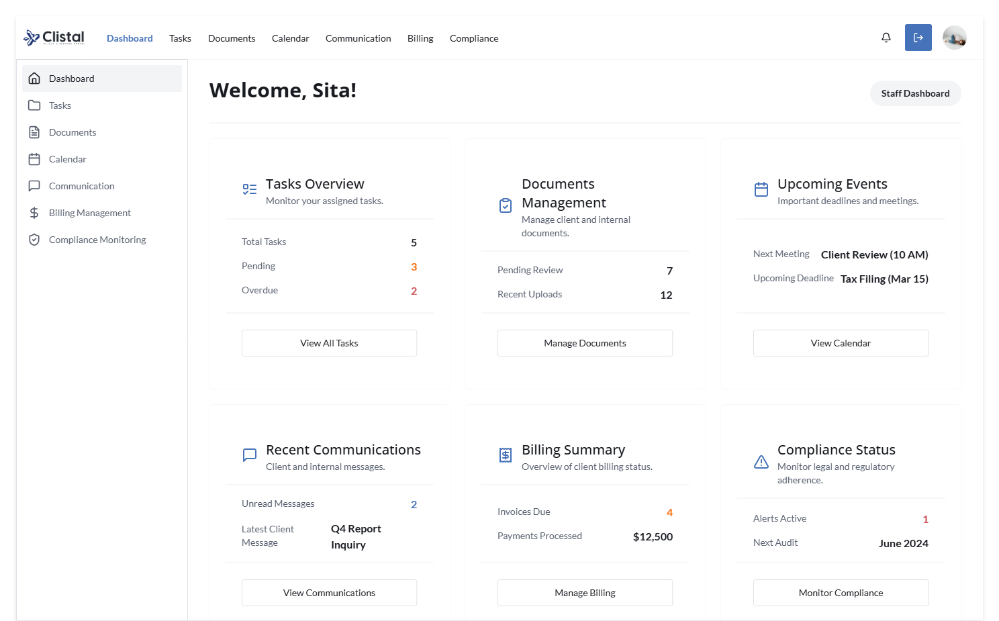 Clistal
Dashboard
Tasks
Documents
Calendar
Communication
Billing
Compliance
Dashboard
Tasks
Documents
Calendar
Communication
Billing Management
Compliance Monitoring
Welcome, Sita!
Staff Dashboard
Tasks Overview
Monitor your assigned tasks.
Total Tasks 5
Pending 3
Overdue 2
View All Tasks
Documents
Management
Manage client and internal
documents.
Pending Review 7
Recent Uploads 12
Manage Documents
Upcoming Events
Important deadlines and meetings.
Next Meeting Client Review (10 AM)
Upcoming Deadline Tax Filing (Mar 15)
View Calendar
Recent Communications
Client and internal messages.
Unread Messages 2
Latest Client
Message
Q4 Report
Inquiry
View Communications
Billing Summary
Overview of client billing status.
Invoices Due 4
Payments Processed $12,500
Manage Billing
Compliance Status
Monitor legal and regulatory
adherence.
Alerts Active 1
Next Audit June 2024
Monitor Compliance